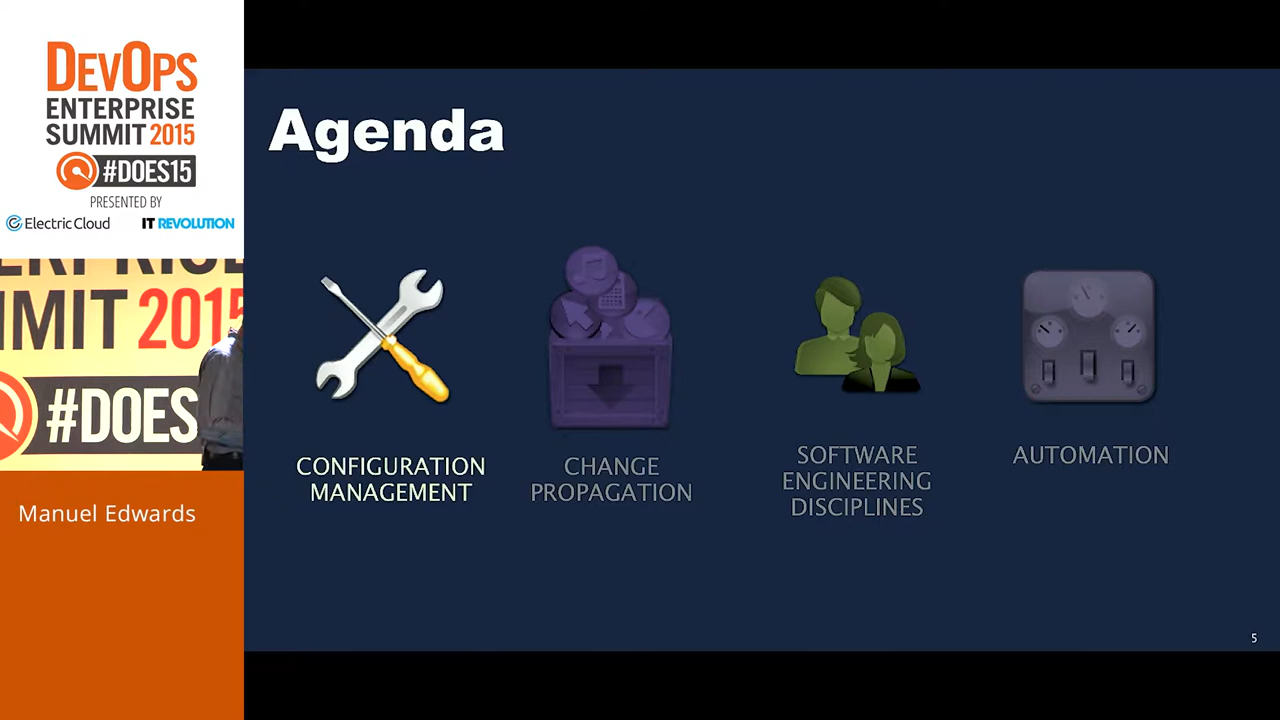 DEVOPS
ENTERPRISE
SUMMIT 2015
#DOES15
PRESENTED BY
Electric Cloud IT REVOLUTION
SUMMIT 2015
#DOES
Manuel Edwards
Agenda
CONFIGURATION
MANAGEMENT
CHANGE
PROPAGATION
SOFTWARE
ENGINEERING
DISCIPLINES
AUTOMATION
5